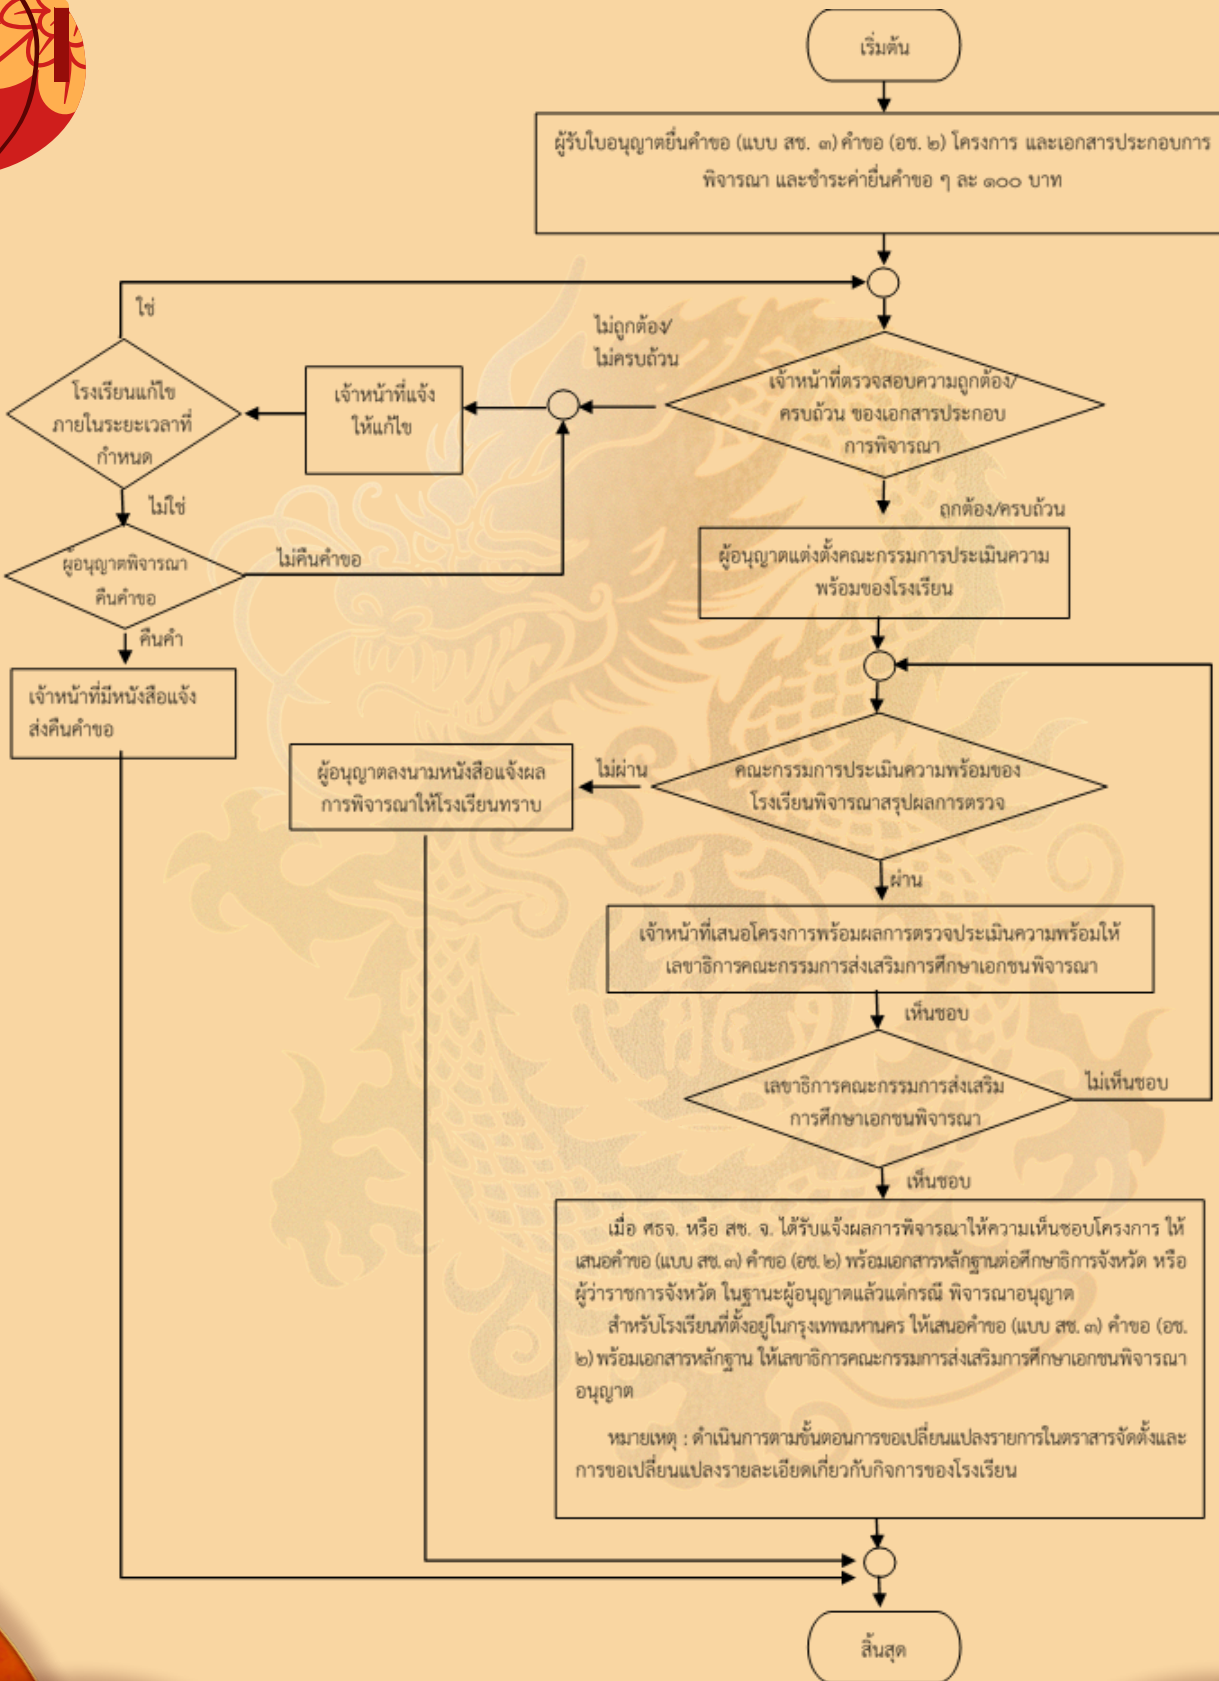 เริ่มต้น
ผู้รับใบอนุญาตยื่นคำขอ (แบบ สช. ๓) คำขอ (อช. ๒) โครงการ และเอกสารประกอบการ
พิจารณา และชำระค่ายื่นคำขอ ๆ ละ ๑๐๐ บาท
ใช่
ไม่ถูกต้อง/
ไม่ครบถ้วน
เจ้าหน้าที่ตรวจสอบความถูกต้อง/
ครบถ้วน ของเอกสารประกอบ
การพิจารณา
เจ้าหน้าที่แจ้ง
ให้แก้ไข
โรงเรียนแก้ไข
ภายในระยะเวลาที่
กำหนด
ไม่ใช่
ถูกต้อง/ครบถ้วน
ผู้อนุญาตพิจารณา
คืนคำขอ
ไม่คืนคำขอ
ผู้อนุญาตแต่งตั้งคณะกรรมการประเมินความ
พร้อมของโรงเรียน
คืนคำ
เจ้าหน้าที่มีหนังสือแจ้ง
ส่งคืนคำขอ
ผู้อนุญาตลงนามหนังสือแจ้งผล
การพิจารณาให้โรงเรียนทราบ
ไม่ผ่าน
คณะกรรมการประเมินความพร้อมของ
โรงเรียนพิจารณาสรุปผลการตรวจ
ผ่าน
เจ้าหน้าที่เสนอโครงการพร้อมผลการตรวจประเมินความพร้อมให้
เลขาธิการคณะกรรมการส่งเสริมการศึกษาเอกชนพิจารณา
เห็นชอบ
เลขาธิการคณะกรรมการส่งเสริม
การศึกษาเอกชนพิจารณา
ไม่เห็นชอบ
เห็นชอบ
เมื่อ ศธจ. หรือ สช. จ. ได้รับแจ้งผลการพิจารณาให้ความเห็นชอบโครงการ ให้
เสนอคำขอ (แบบ สช. ๓) คำขอ (อช. ๒) พร้อมเอกสารหลักฐานต่อศึกษาธิการจังหวัด หรือ
ผู้ว่าราชการจังหวัด ในฐานะผู้อนุญาตแล้วแต่กรณี พิจารณาอนุญาต
สำหรับโรงเรียนที่ตั้งอยู่ในกรุงเทพมหานคร ให้เสนอคำขอ (แบบ สช. ๓) คำขอ (อช.
๒) พร้อมเอกสารหลักฐาน ให้เลขาธิการคณะกรรมการส่งเสริมการศึกษาเอกชนพิจารณา
อนุญาต
หมายเหตุ : ดำเนินการตามขั้นตอนการขอเปลี่ยนแปลงรายการในตราสารจัดตั้งและ
การขอเปลี่ยนแปลงรายละเอียดเกี่ยวกับกิจการของโรงเรียน
สิ้นสุด